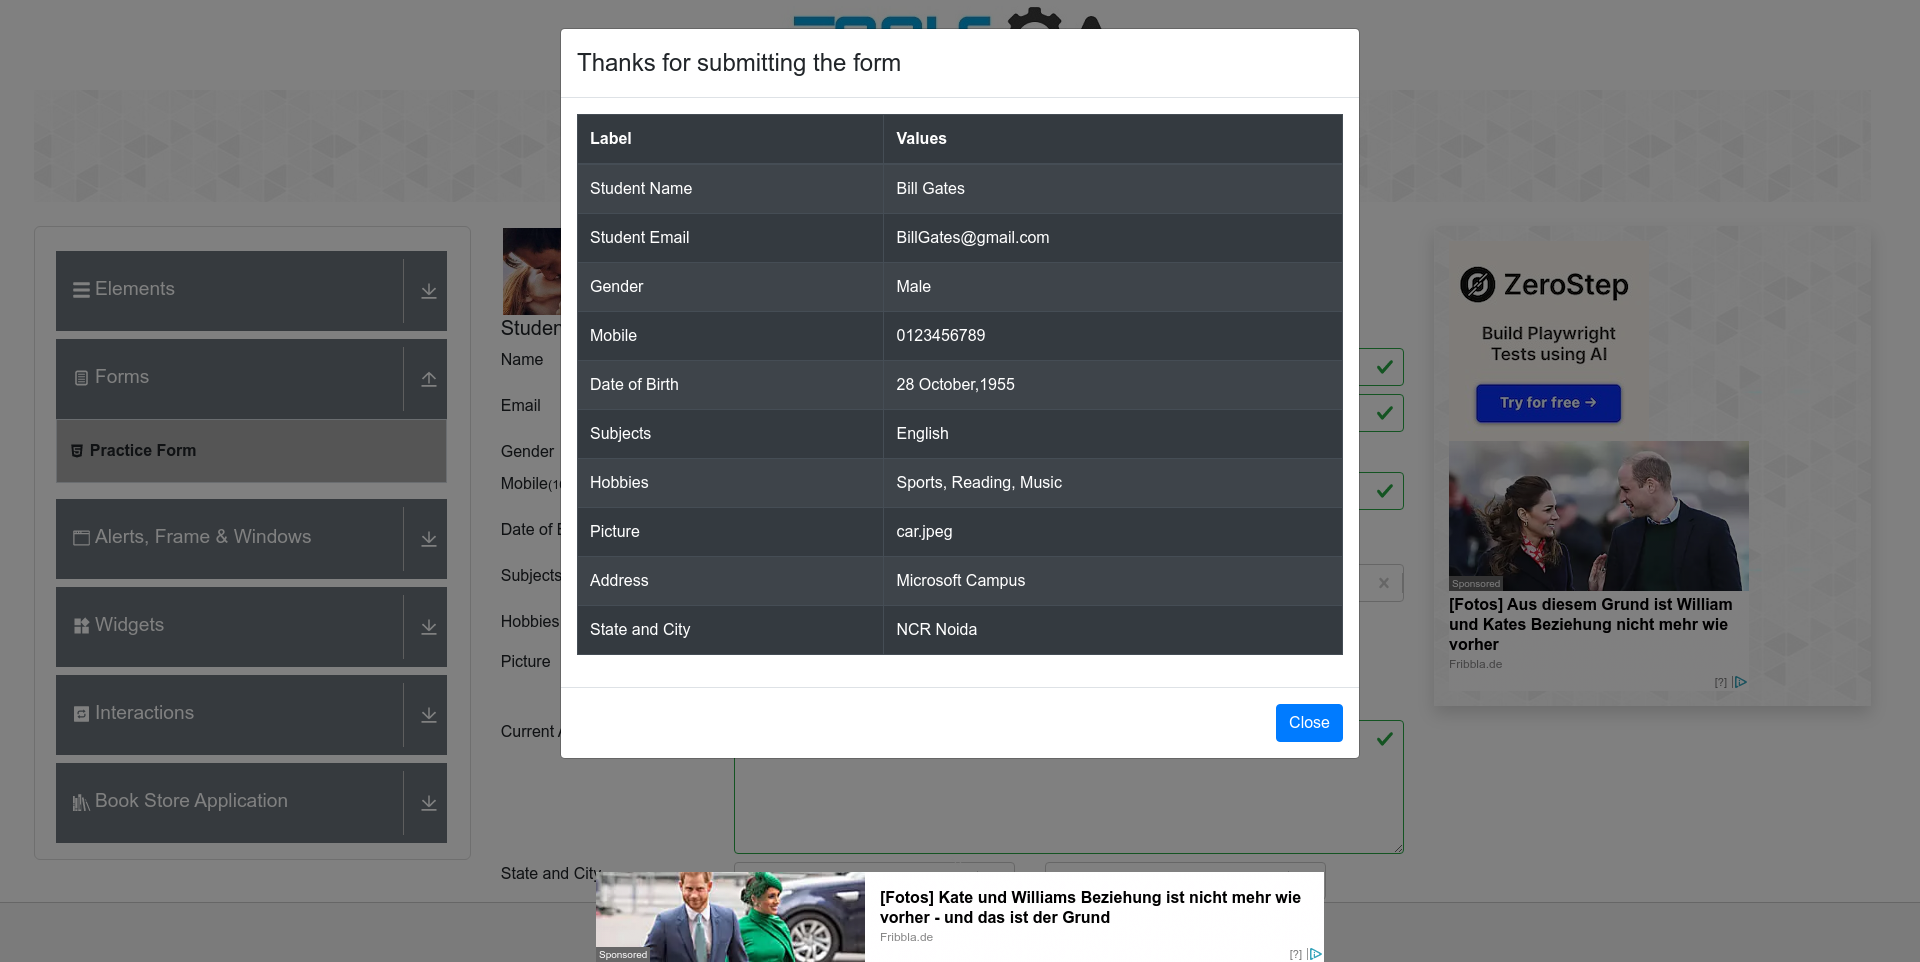 Thanks for submitting the form
Label Values
Student Name Bill Gates
Student Email BillGates@gmail.com
Gender Male
Mobile 0123456789
Date of Birth 28 October,1955
Subjects English
Hobbies Sports, Reading, Music
Picture car.jpeg
Address Microsoft Campus
State and City NCR Noida
Close
Elements
Forms
Practice Form
Alerts, Frame & Windows
Widgets
Interactions
Book Store Application
Name
Email
Gender
Date of
Subjects
Hobbies
Picture
Current
State and City
ZeroStep
Build Playwright
Tests using AI
Try for free →
Sponsored
[Fotos] Aus diesem Grund ist William
und Kates Beziehung nicht mehr wie
vorher
Fribbla.de
[?]
[Fotos] Kate und Williams Beziehung ist nicht mehr wie
vorher - und das ist der Grund
Fribbla.de
Sponsored
[?]